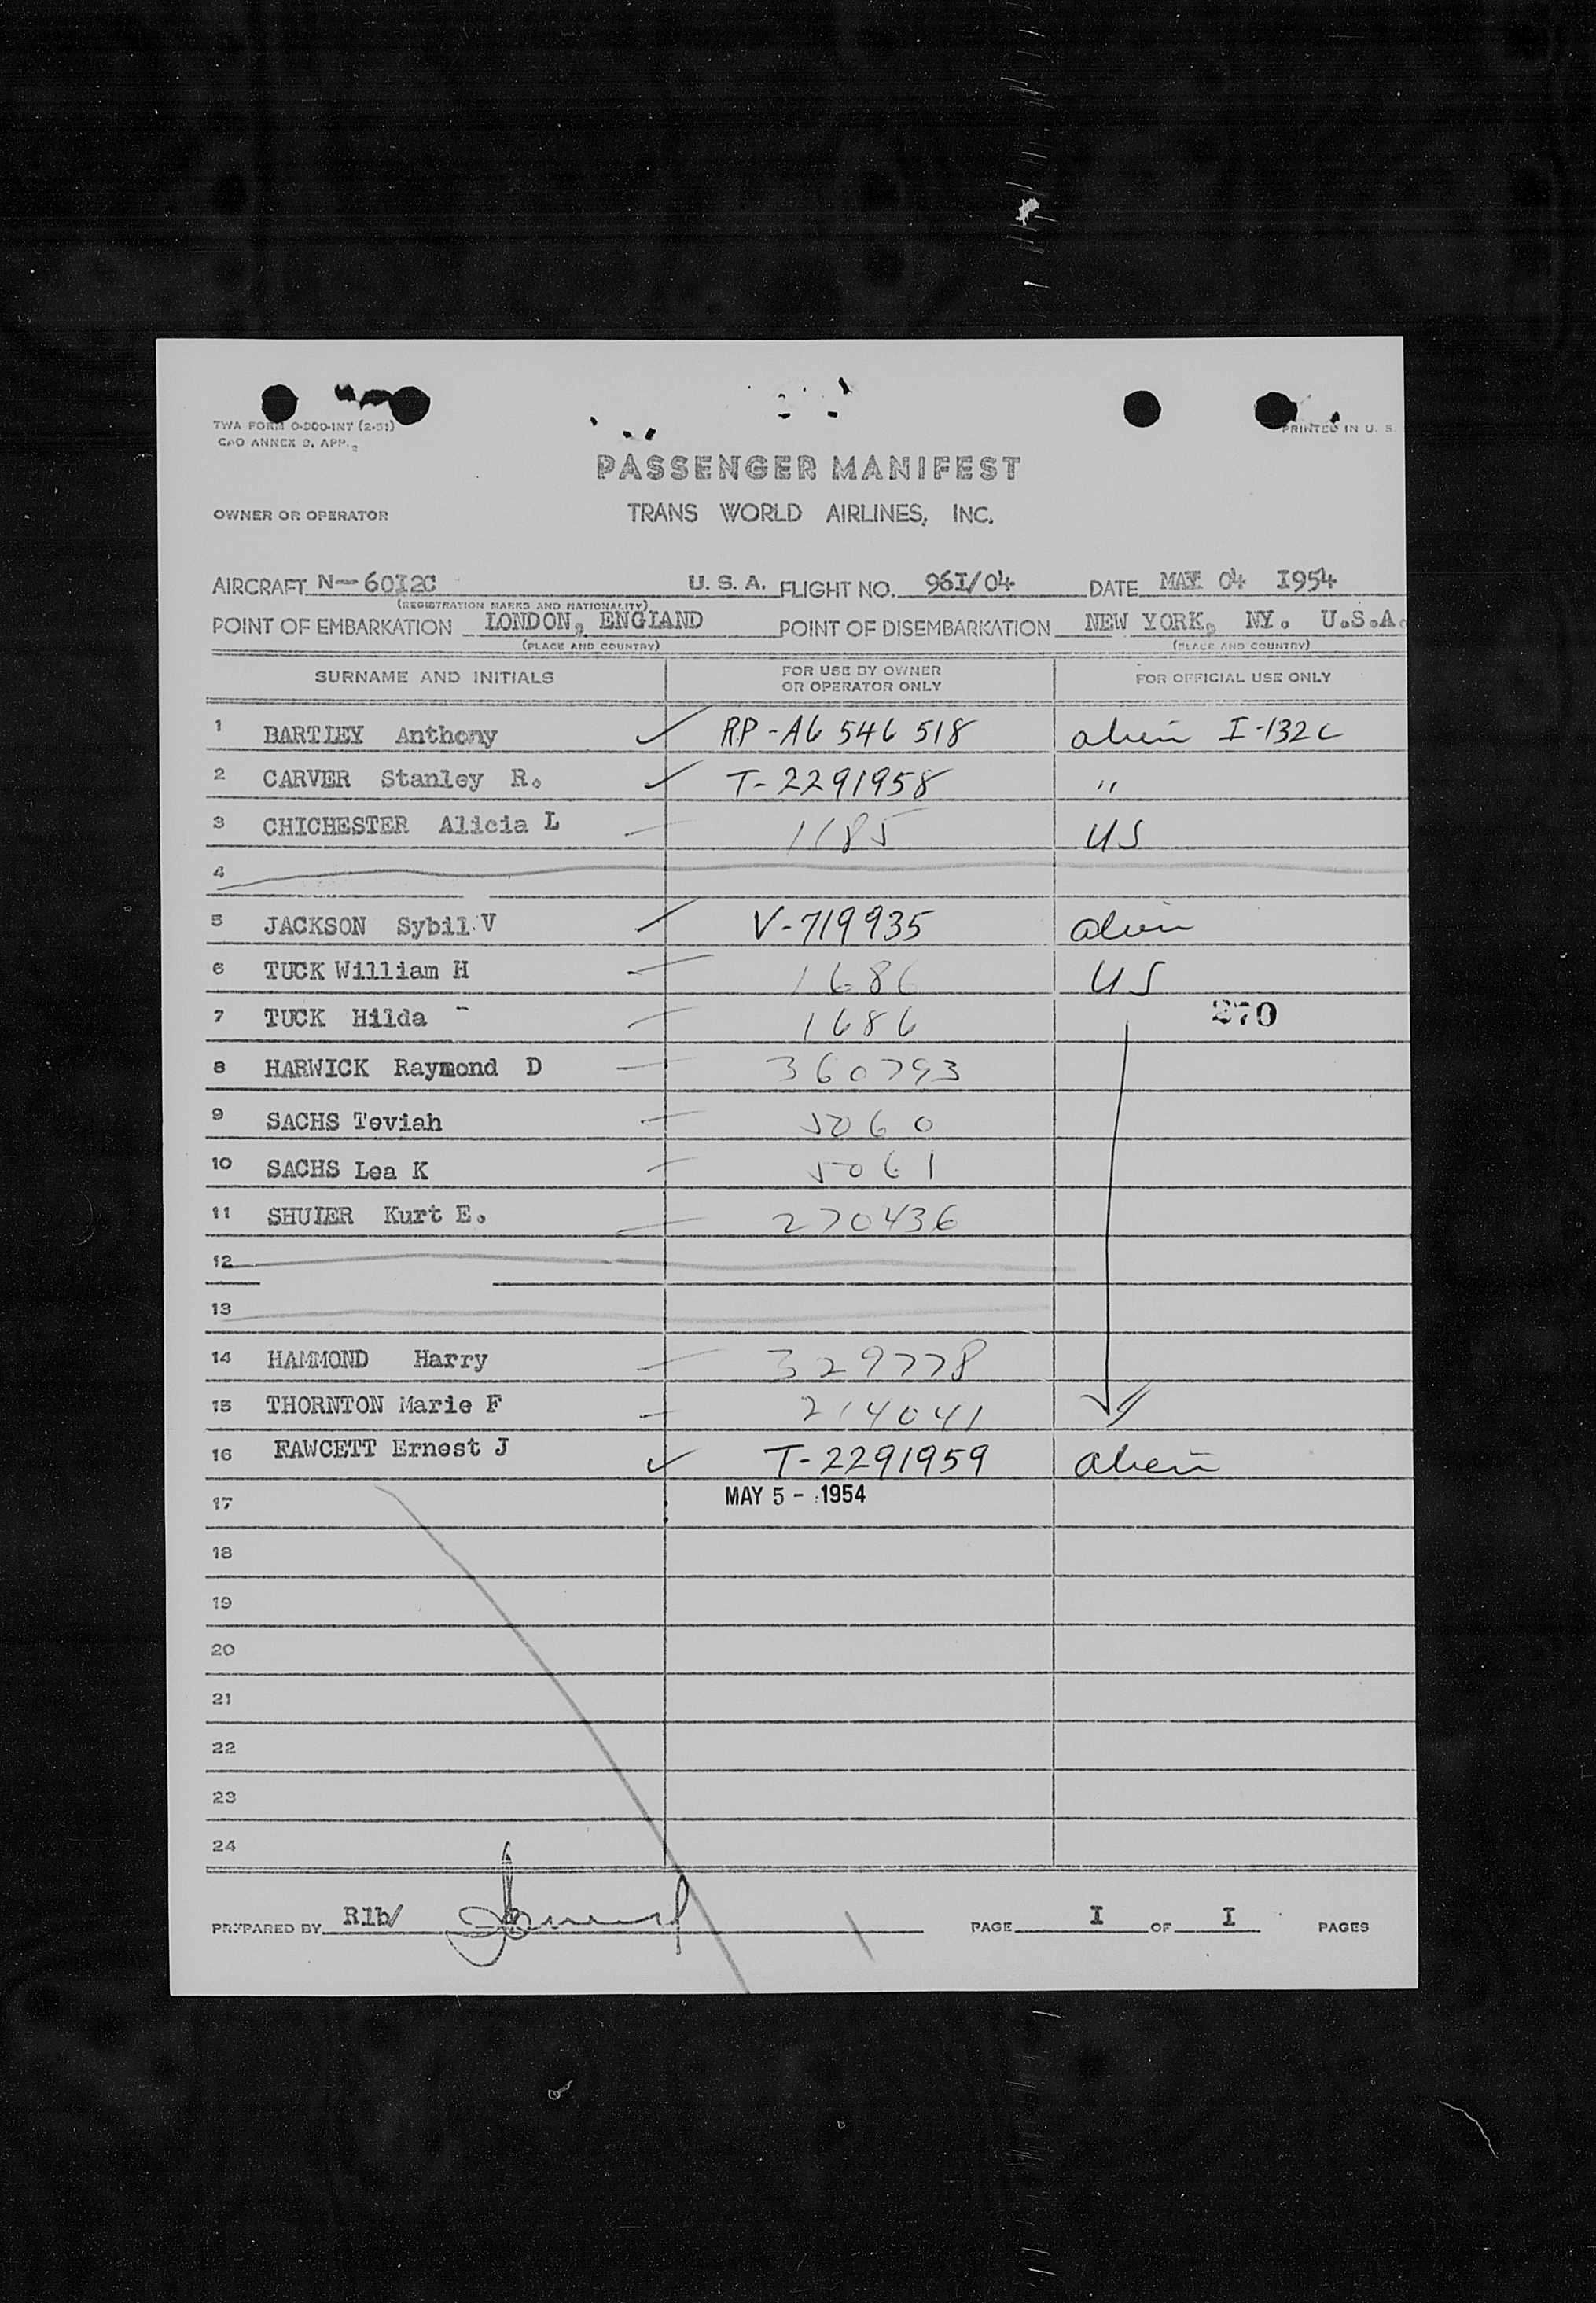 TWA FORM O-200-INT (2-51)
CAO ANNEX 9, APP. 2
PRINTED IN U. S.
PASSENGER MANIFEST
OWNER OR OPERATOR TRANS WORLD AIRLINES, INC.
AIRCRAFT N-60I2C U. S. A. FLIGHT NO. 96I/04 DATE MAY 04 I954
(REGISTRATION MARKS AND NATIONALITY)
POINT OF EMBARKATION LONDON, ENGLAND POINT OF DISEMBARKATION NEW YORK, NY. U.S.A.
(PLACE AND COUNTRY) (PLACE AND COUNTRY)
SURNAME AND INITIALS FOR USE BY OWNER OR OPERATOR ONLY FOR OFFICIAL USE ONLY
1 BARTLEY Anthony RP-A6 546 518 alien I-132c
2 CARVER Stanley R. T-2291958 "
3 CHICHESTER Alicia L 1185 US
4
5 JACKSON Sybil V V-719935 alien
6 TUCK William H 1686 US
7 TUCK Hilda 1686 270
8 HARWICK Raymond D 360793
9 SACHS Teviah 5060
10 SACHS Lea K 5061
11 SHULER Kurt E. 270436
12
13
14 HAMMOND Harry 329778
15 THORNTON Marie F 214041
16 FAWCETT Ernest J T-2291959 alien
17 MAY 5 - 1954
18
19
20
21
22
23
24
PREPARED BY Rlb/ PAGE I OF I PAGES